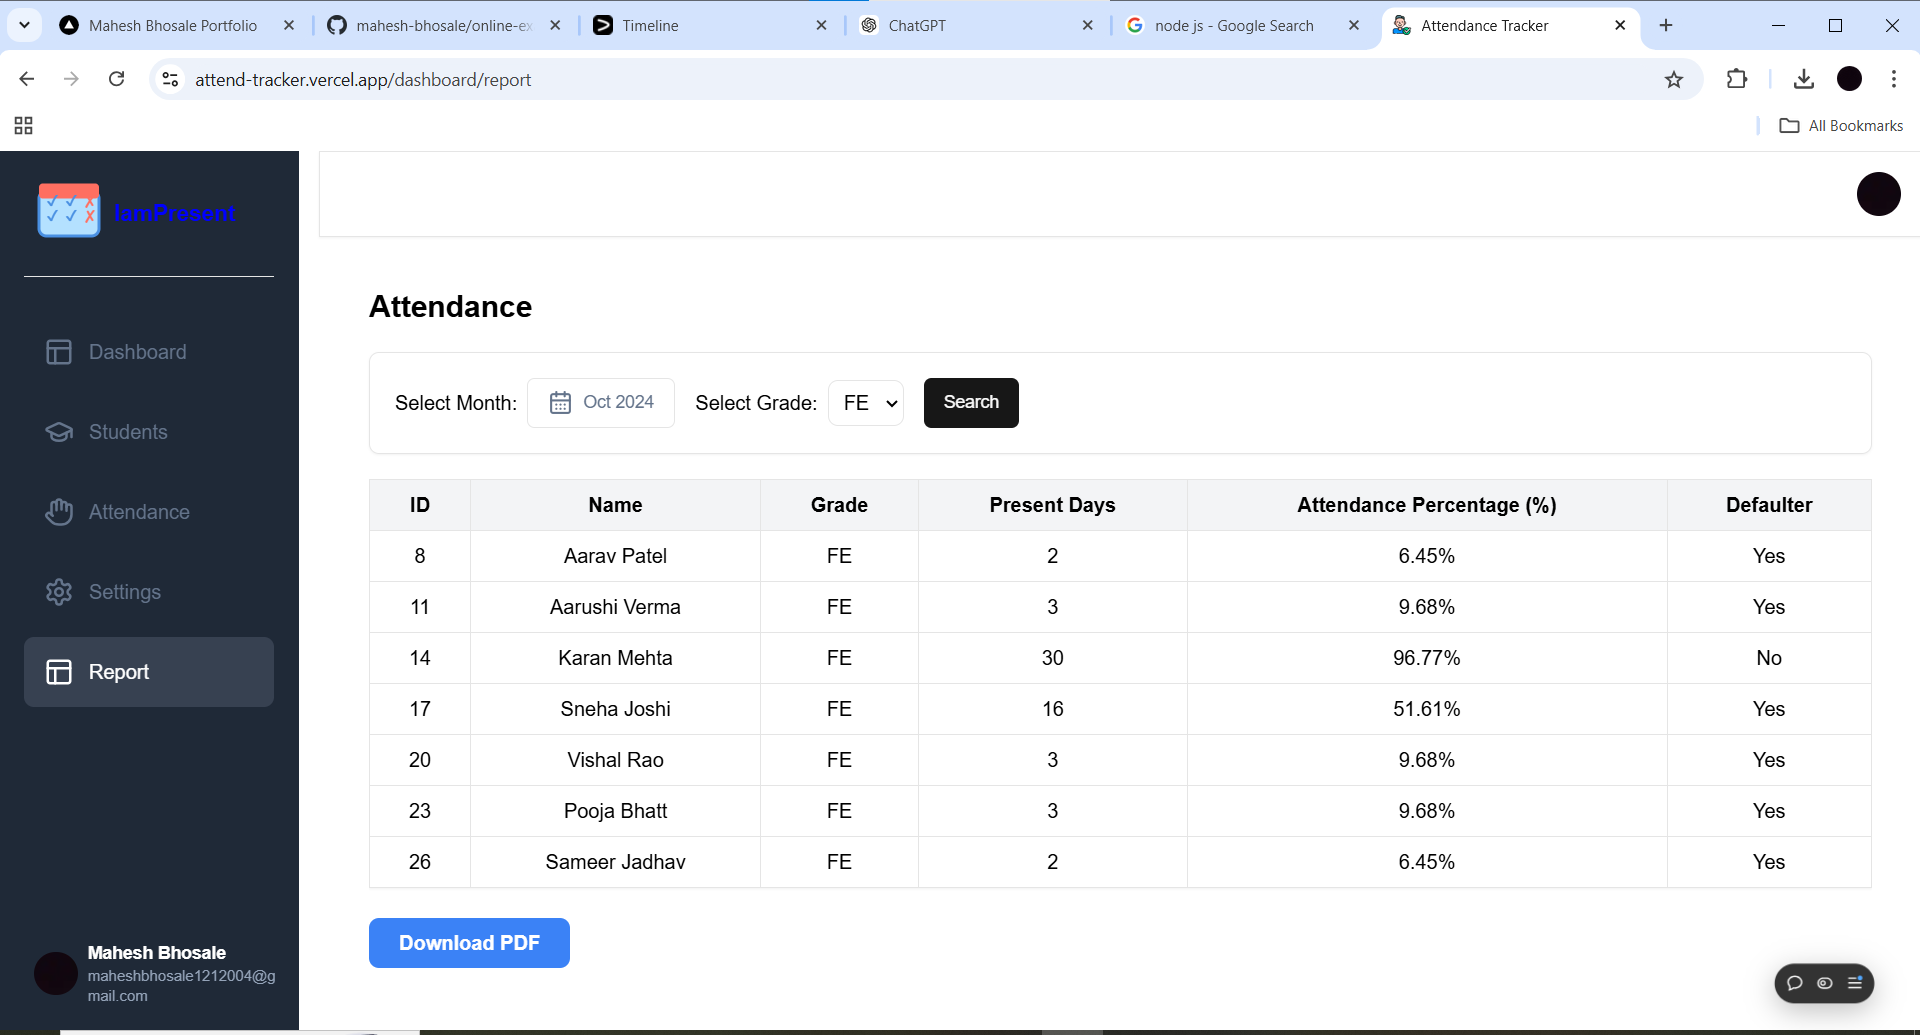 Mahesh Bhosale Portfolio
mahesh-bhosale/online-ex
Timeline
ChatGPT
node js - Google Search
Attendance Tracker
attend-tracker.vercel.app/dashboard/report
All Bookmarks
IamPresent
Dashboard
Students
Attendance
Settings
Report
Mahesh Bhosale
maheshbhosale1212004@g
mail.com
Attendance
Select Month: Oct 2024 Select Grade: FE Search
ID Name Grade Present Days Attendance Percentage (%) Defaulter
8 Aarav Patel FE 2 6.45% Yes
11 Aarushi Verma FE 3 9.68% Yes
14 Karan Mehta FE 30 96.77% No
17 Sneha Joshi FE 16 51.61% Yes
20 Vishal Rao FE 3 9.68% Yes
23 Pooja Bhatt FE 3 9.68% Yes
26 Sameer Jadhav FE 2 6.45% Yes
Download PDF